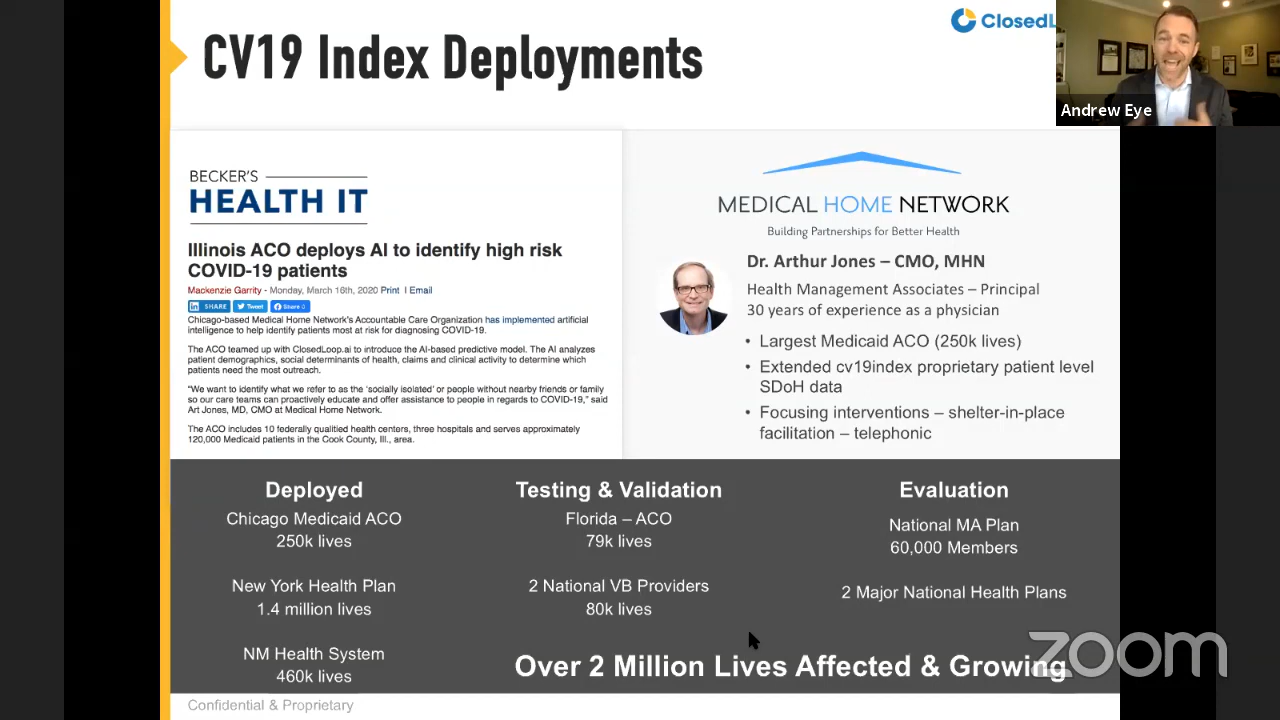 CV19 Index Deployments
ClosedL
Andrew Eye
BECKER'S
HEALTH IT
Illinois ACO deploys AI to identify high risk
COVID-19 patients
Mackenzie Garrity - Monday, March 16th, 2020 Print | Email
in SHARE Tweet Share 0
Chicago-based Medical Home Network's Accountable Care Organization has implemented artificial
intelligence to help identify patients most at risk for diagnosing COVID-19.
The ACO teamed up with ClosedLoop.ai to introduce the AI-based predictive model. The AI analyzes
patient demographics, social determinants of health, claims and clinical activity to determine which
patients need the most outreach.
"We want to identify what we refer to as the 'socially isolated' or people without nearby friends or family
so our care teams can proactively educate and offer assistance to people in regards to COVID-19," said
Art Jones, MD, CMO at Medical Home Network.
The ACO includes 10 federally qualitied health centers, three hospitals and serves approximately
120,000 Medicaid patients in the Cook County, Ill., area.
MEDICAL HOME NETWORK
Building Partnerships for Better Health
Dr. Arthur Jones – CMO, MHN
Health Management Associates – Principal
30 years of experience as a physician
• Largest Medicaid ACO (250k lives)
• Extended cv19index proprietary patient level
SDoH data
• Focusing interventions – shelter-in-place
facilitation – telephonic
Deployed
Chicago Medicaid ACO
250k lives
New York Health Plan
1.4 million lives
NM Health System
460k lives
Testing & Validation
Florida – ACO
79k lives
2 National VB Providers
80k lives
Evaluation
National MA Plan
60,000 Members
2 Major National Health Plans
Over 2 Million Lives Affected & Growing
zoom
Confidential & Proprietary